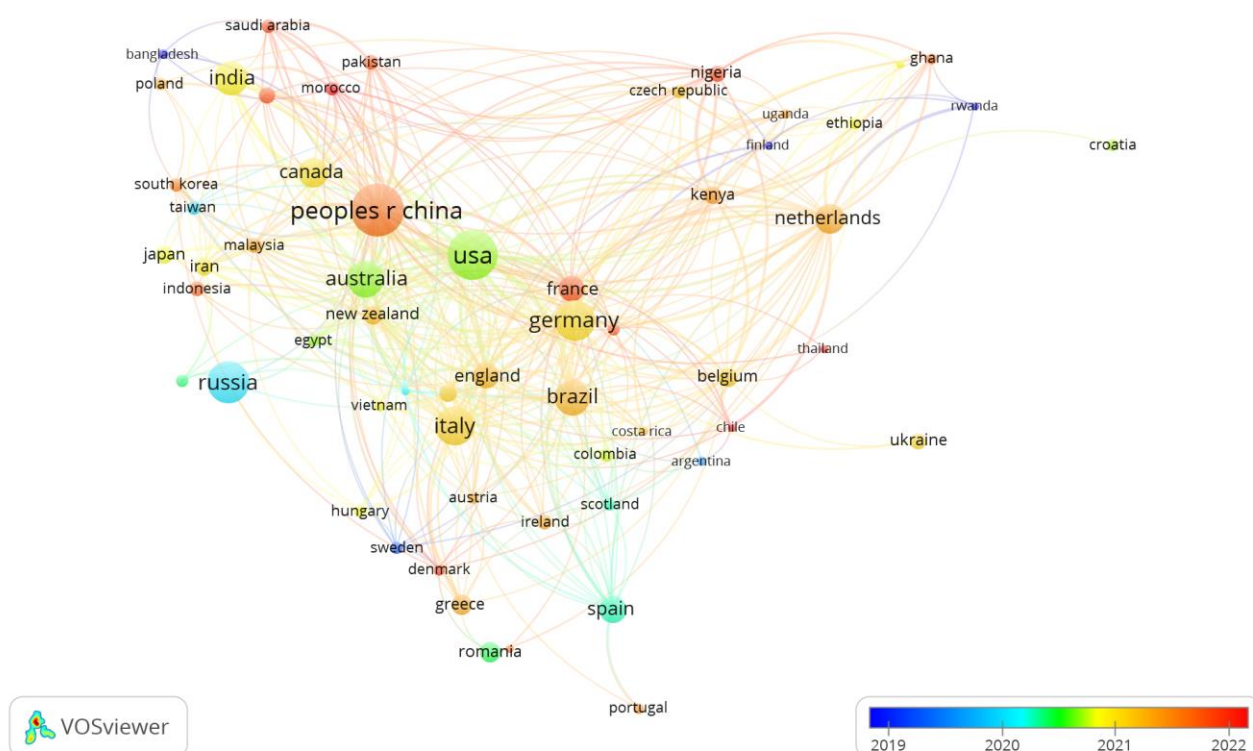 saudi arabia
bangladesh
ghana
pakistan
nigeria
india
poland
morocco
czech republic
rwanda
uganda
ethiopia
finland
croatia
canada
south korea
kenya
taiwan
peoples r china
netherlands
malaysia
japan
usa
iran
australia
indonesia
france
new zealand
germany
egypt
thailand
russia
england
belgium
brazil
vietnam
italy
costa rica
chile
ukraine
colombia
argentina
austria
scotland
hungary
ireland
sweden
denmark
greece
spain
romania
portugal
VOSviewer
2019 2020 2021 2022